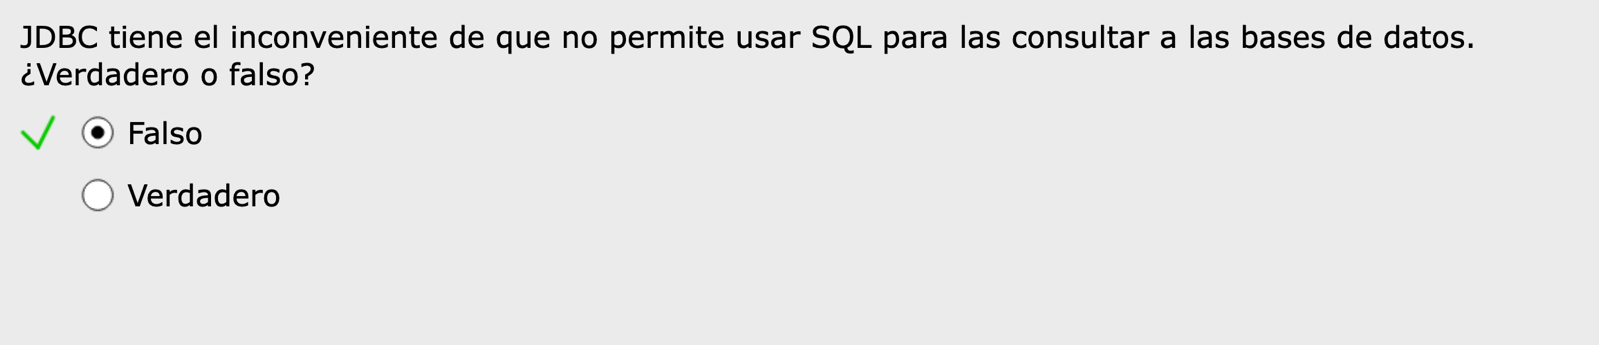 JDBC tiene el inconveniente de que no permite usar SQL para las consultar a las bases de datos.
¿Verdadero o falso?
Falso
Verdadero